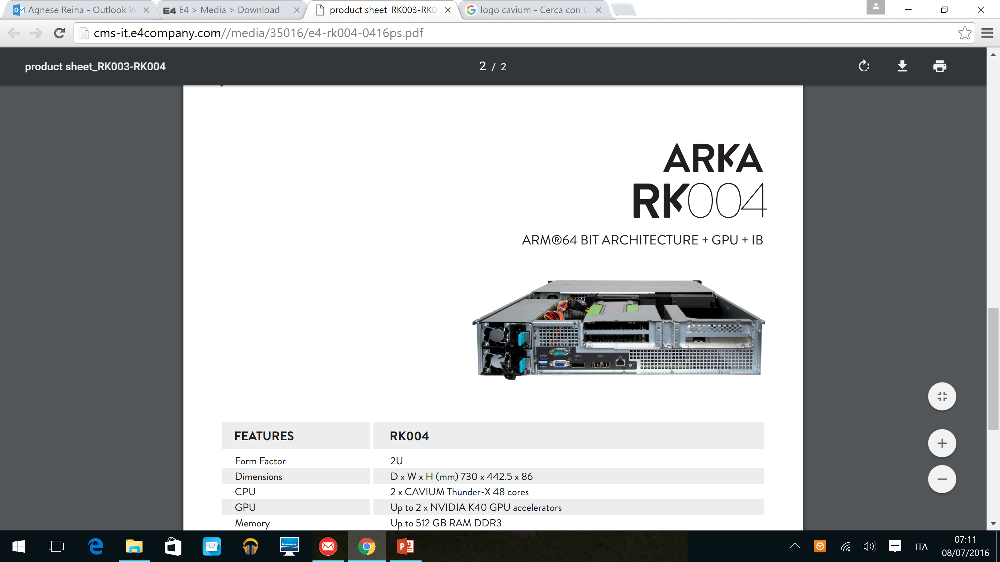 Agnese Reina - Outlook W
E4 E4 > Media > Download
product sheet_RK003-RK0
logo cavium - Cerca con G
cms-it.e4company.com//media/35016/e4-rk004-0416ps.pdf
product sheet_RK003-RK004
2 / 2
ARKA
RK004
ARM®64 BIT ARCHITECTURE + GPU + IB
QSFP+
SFP+
FEATURES RK004
Form Factor 2U
Dimensions D x W x H (mm) 730 x 442.5 x 86
CPU 2 x CAVIUM Thunder-X 48 cores
GPU Up to 2 x NVIDIA K40 GPU accelerators
Memory Up to 512 GB RAM DDR3
lenovo
ITA
07:11
08/07/2016